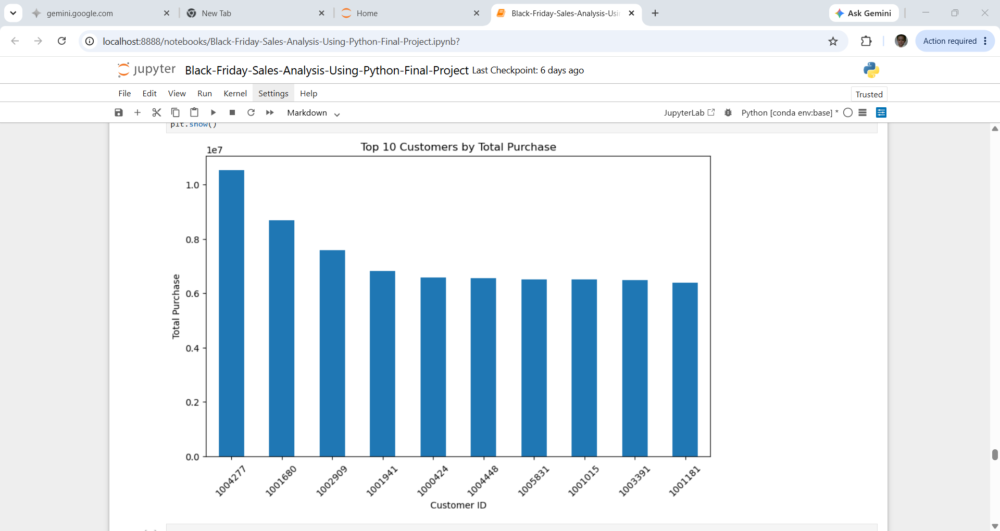 gemini.google.com
New Tab
Home
Black-Friday-Sales-Analysis-Usin
Ask Gemini
localhost:8888/notebooks/Black-Friday-Sales-Analysis-Using-Python-Final-Project.ipynb?
Action required
jupyter Black-Friday-Sales-Analysis-Using-Python-Final-Project Last Checkpoint: 6 days ago
File Edit View Run Kernel Settings Help
Trusted
Markdown
JupyterLab
Python [conda env:base] *
plt.show()
Top 10 Customers by Total Purchase
1e7
1.0
0.8
0.6
0.4
0.2
0.0
Total Purchase
1004277
1001680
1002909
1001941
1000424
1004448
1005831
1001015
1003391
1001181
Customer ID